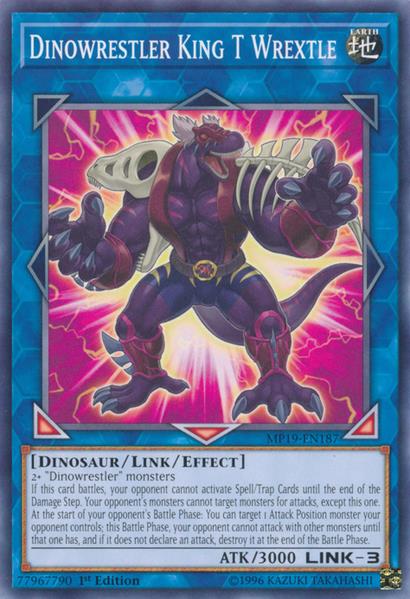 DINOWRESTLER KING T WREXTLE
EARTH
地
MP19-EN187
[DINOSAUR/LINK/EFFECT]
2+ "Dinowrestler" monsters
If this card battles, your opponent cannot activate Spell/Trap Cards until the end of the
Damage Step. Your opponent's monsters cannot target monsters for attacks, except this one.
At the start of your opponent's Battle Phase: You can target 1 Attack Position monster your
opponent controls; this Battle Phase, your opponent cannot attack with other monsters until
that one has, and if it does not declare an attack, destroy it at the end of the Battle Phase.
ATK/3000 LINK-3
77967790 1st Edition ©1996 KAZUKI TAKAHASHI